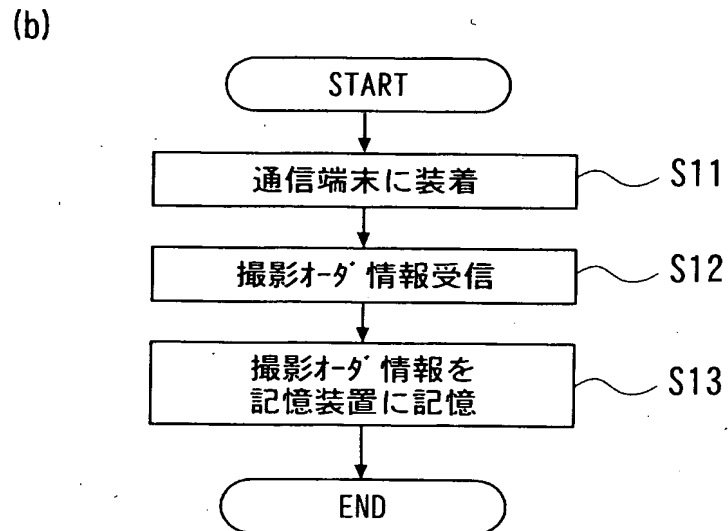 (b)
START
通信端末に装着
S11
撮影ｵｰﾀﾞ情報受信
S12
撮影ｵｰﾀﾞ情報を
記憶装置に記憶
S13
END